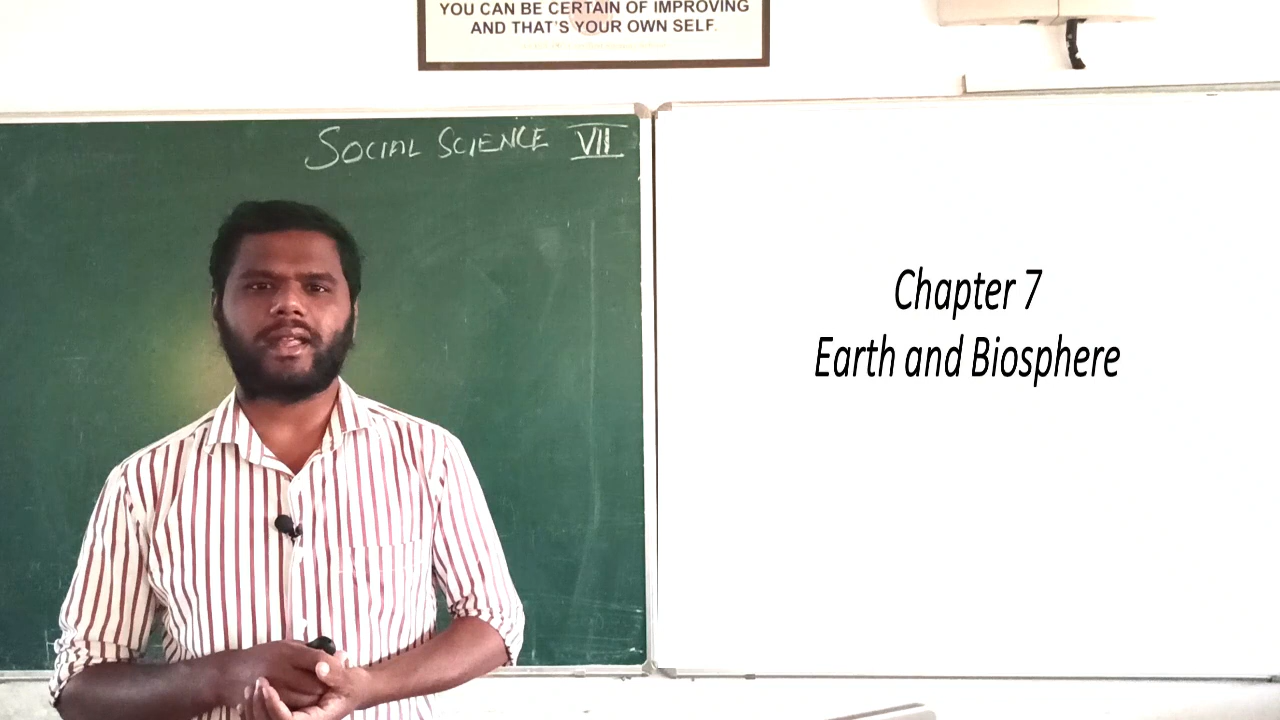 YOU CAN BE CERTAIN OF IMPROVING
AND THAT'S YOUR OWN SELF.
SOCIAL SCIENCE VII
Chapter 7
Earth and Biosphere